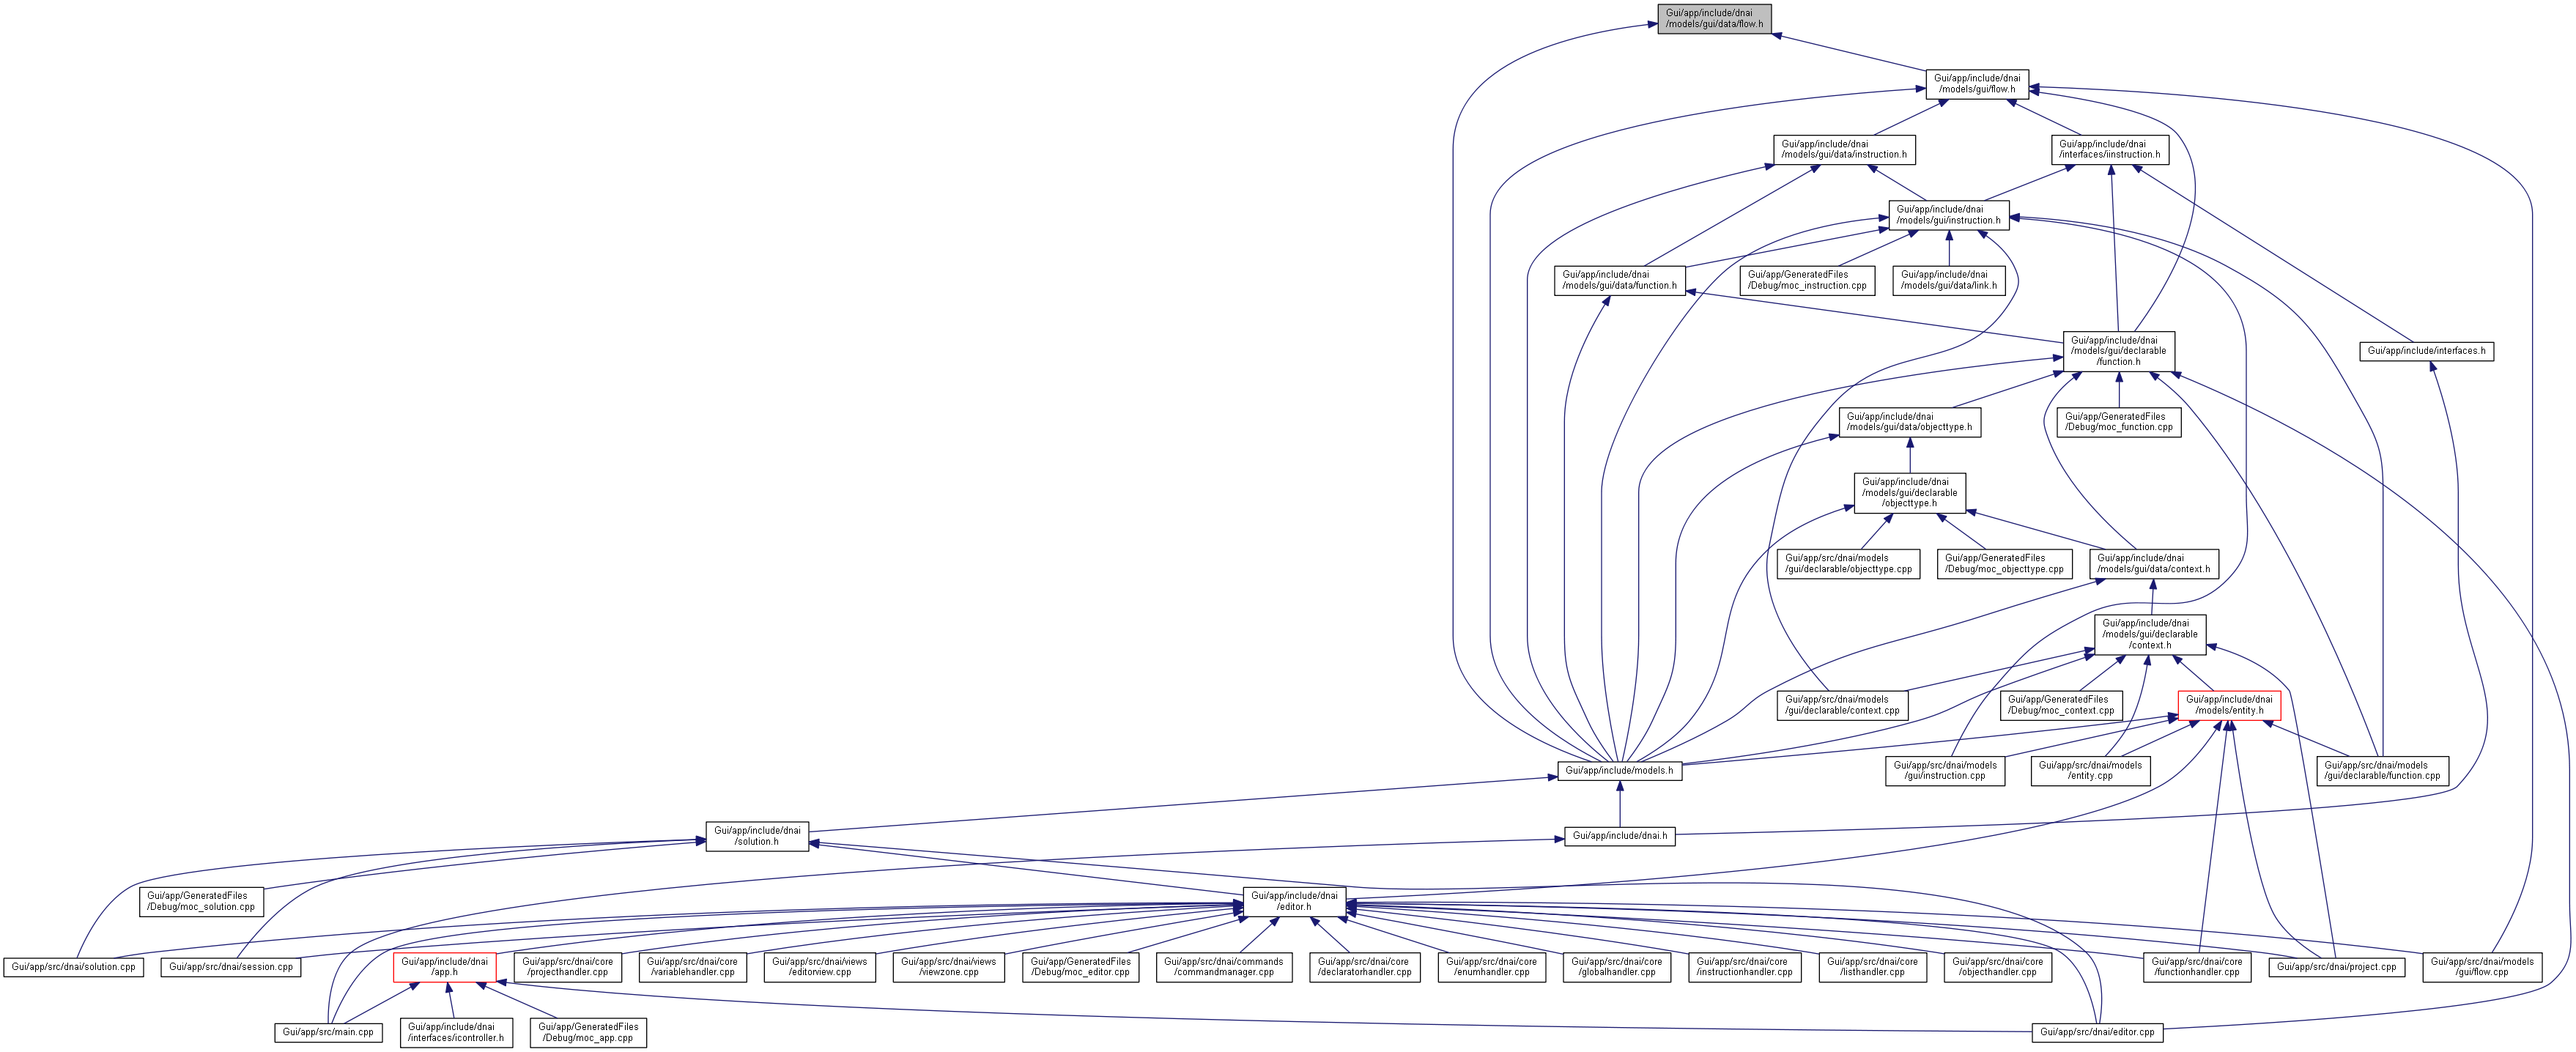 Gui/app/include/dnai
/models/gui/data/flow.h
Gui/app/include/dnai
/models/gui/flow.h
Gui/app/include/dnai
/models/gui/data/instruction.h
Gui/app/include/dnai
/interfaces/iinstruction.h
Gui/app/include/dnai
/models/gui/instruction.h
Gui/app/include/dnai
/models/gui/data/function.h
Gui/app/GeneratedFiles
/Debug/moc_instruction.cpp
Gui/app/include/dnai
/models/gui/data/link.h
Gui/app/include/dnai
/models/gui/declarable
/function.h
Gui/app/include/interfaces.h
Gui/app/include/dnai
/models/gui/data/objecttype.h
Gui/app/GeneratedFiles
/Debug/moc_function.cpp
Gui/app/include/dnai
/models/gui/declarable
/objecttype.h
Gui/app/src/dnai/models
/gui/declarable/objecttype.cpp
Gui/app/GeneratedFiles
/Debug/moc_objecttype.cpp
Gui/app/include/dnai
/models/gui/data/context.h
Gui/app/include/dnai
/models/gui/declarable
/context.h
Gui/app/src/dnai/models
/gui/declarable/context.cpp
Gui/app/GeneratedFiles
/Debug/moc_context.cpp
Gui/app/include/dnai
/models/entity.h
Gui/app/include/models.h
Gui/app/src/dnai/models
/gui/instruction.cpp
Gui/app/src/dnai/models
/entity.cpp
Gui/app/src/dnai/models
/gui/declarable/function.cpp
Gui/app/include/dnai
/solution.h
Gui/app/include/dnai.h
Gui/app/GeneratedFiles
/Debug/moc_solution.cpp
Gui/app/include/dnai
/editor.h
Gui/app/src/dnai/solution.cpp
Gui/app/src/dnai/session.cpp
Gui/app/include/dnai
/app.h
Gui/app/src/dnai/core
/projecthandler.cpp
Gui/app/src/dnai/core
/variablehandler.cpp
Gui/app/src/dnai/views
/editorview.cpp
Gui/app/src/dnai/views
/viewzone.cpp
Gui/app/GeneratedFiles
/Debug/moc_editor.cpp
Gui/app/src/dnai/commands
/commandmanager.cpp
Gui/app/src/dnai/core
/declaratorhandler.cpp
Gui/app/src/dnai/core
/enumhandler.cpp
Gui/app/src/dnai/core
/globalhandler.cpp
Gui/app/src/dnai/core
/instructionhandler.cpp
Gui/app/src/dnai/core
/listhandler.cpp
Gui/app/src/dnai/core
/objecthandler.cpp
Gui/app/src/dnai/core
/functionhandler.cpp
Gui/app/src/dnai/project.cpp
Gui/app/src/dnai/models
/gui/flow.cpp
Gui/app/src/main.cpp
Gui/app/include/dnai
/interfaces/icontroller.h
Gui/app/GeneratedFiles
/Debug/moc_app.cpp
Gui/app/src/dnai/editor.cpp